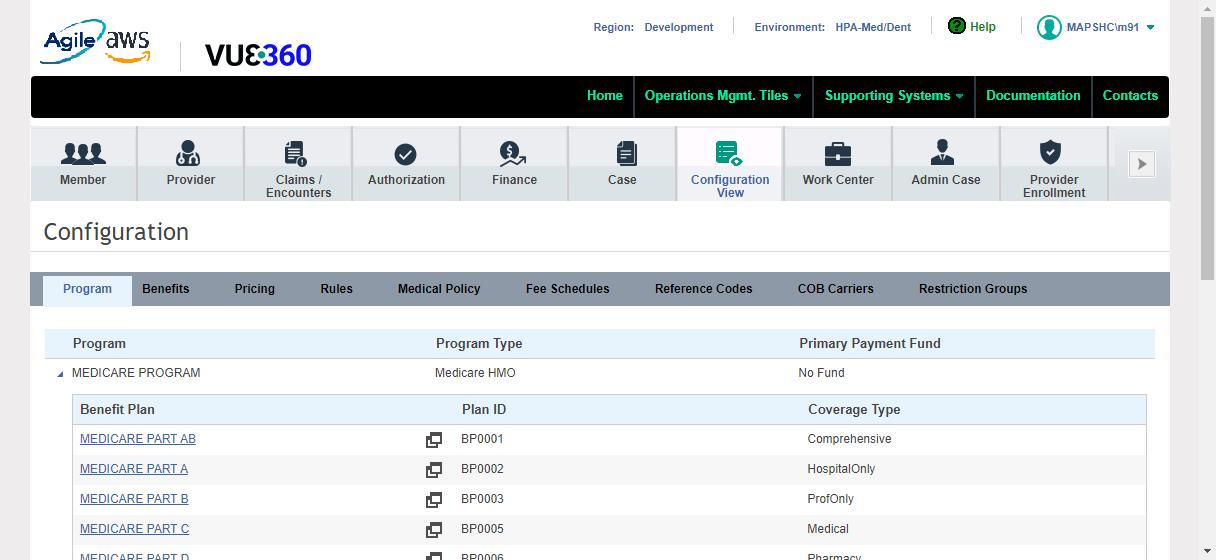 Agile aws
VUE360
Region: Development
Environment: HPA-Med/Dent
? Help
MAPSHC\m91
Home
Operations Mgmt. Tiles
Supporting Systems
Documentation
Contacts
Member
Provider
Claims /
Encounters
Authorization
Finance
Case
Configuration
View
Work Center
Admin Case
Provider
Enrollment
Configuration
Program
Benefits
Pricing
Rules
Medical Policy
Fee Schedules
Reference Codes
COB Carriers
Restriction Groups
Program Program Type Primary Payment Fund
MEDICARE PROGRAM Medicare HMO No Fund
Benefit Plan Plan ID Coverage Type
MEDICARE PART AB BP0001 Comprehensive
MEDICARE PART A BP0002 HospitalOnly
MEDICARE PART B BP0003 ProfOnly
MEDICARE PART C BP0005 Medical
MEDICARE PART D BP0006 Pharmacy